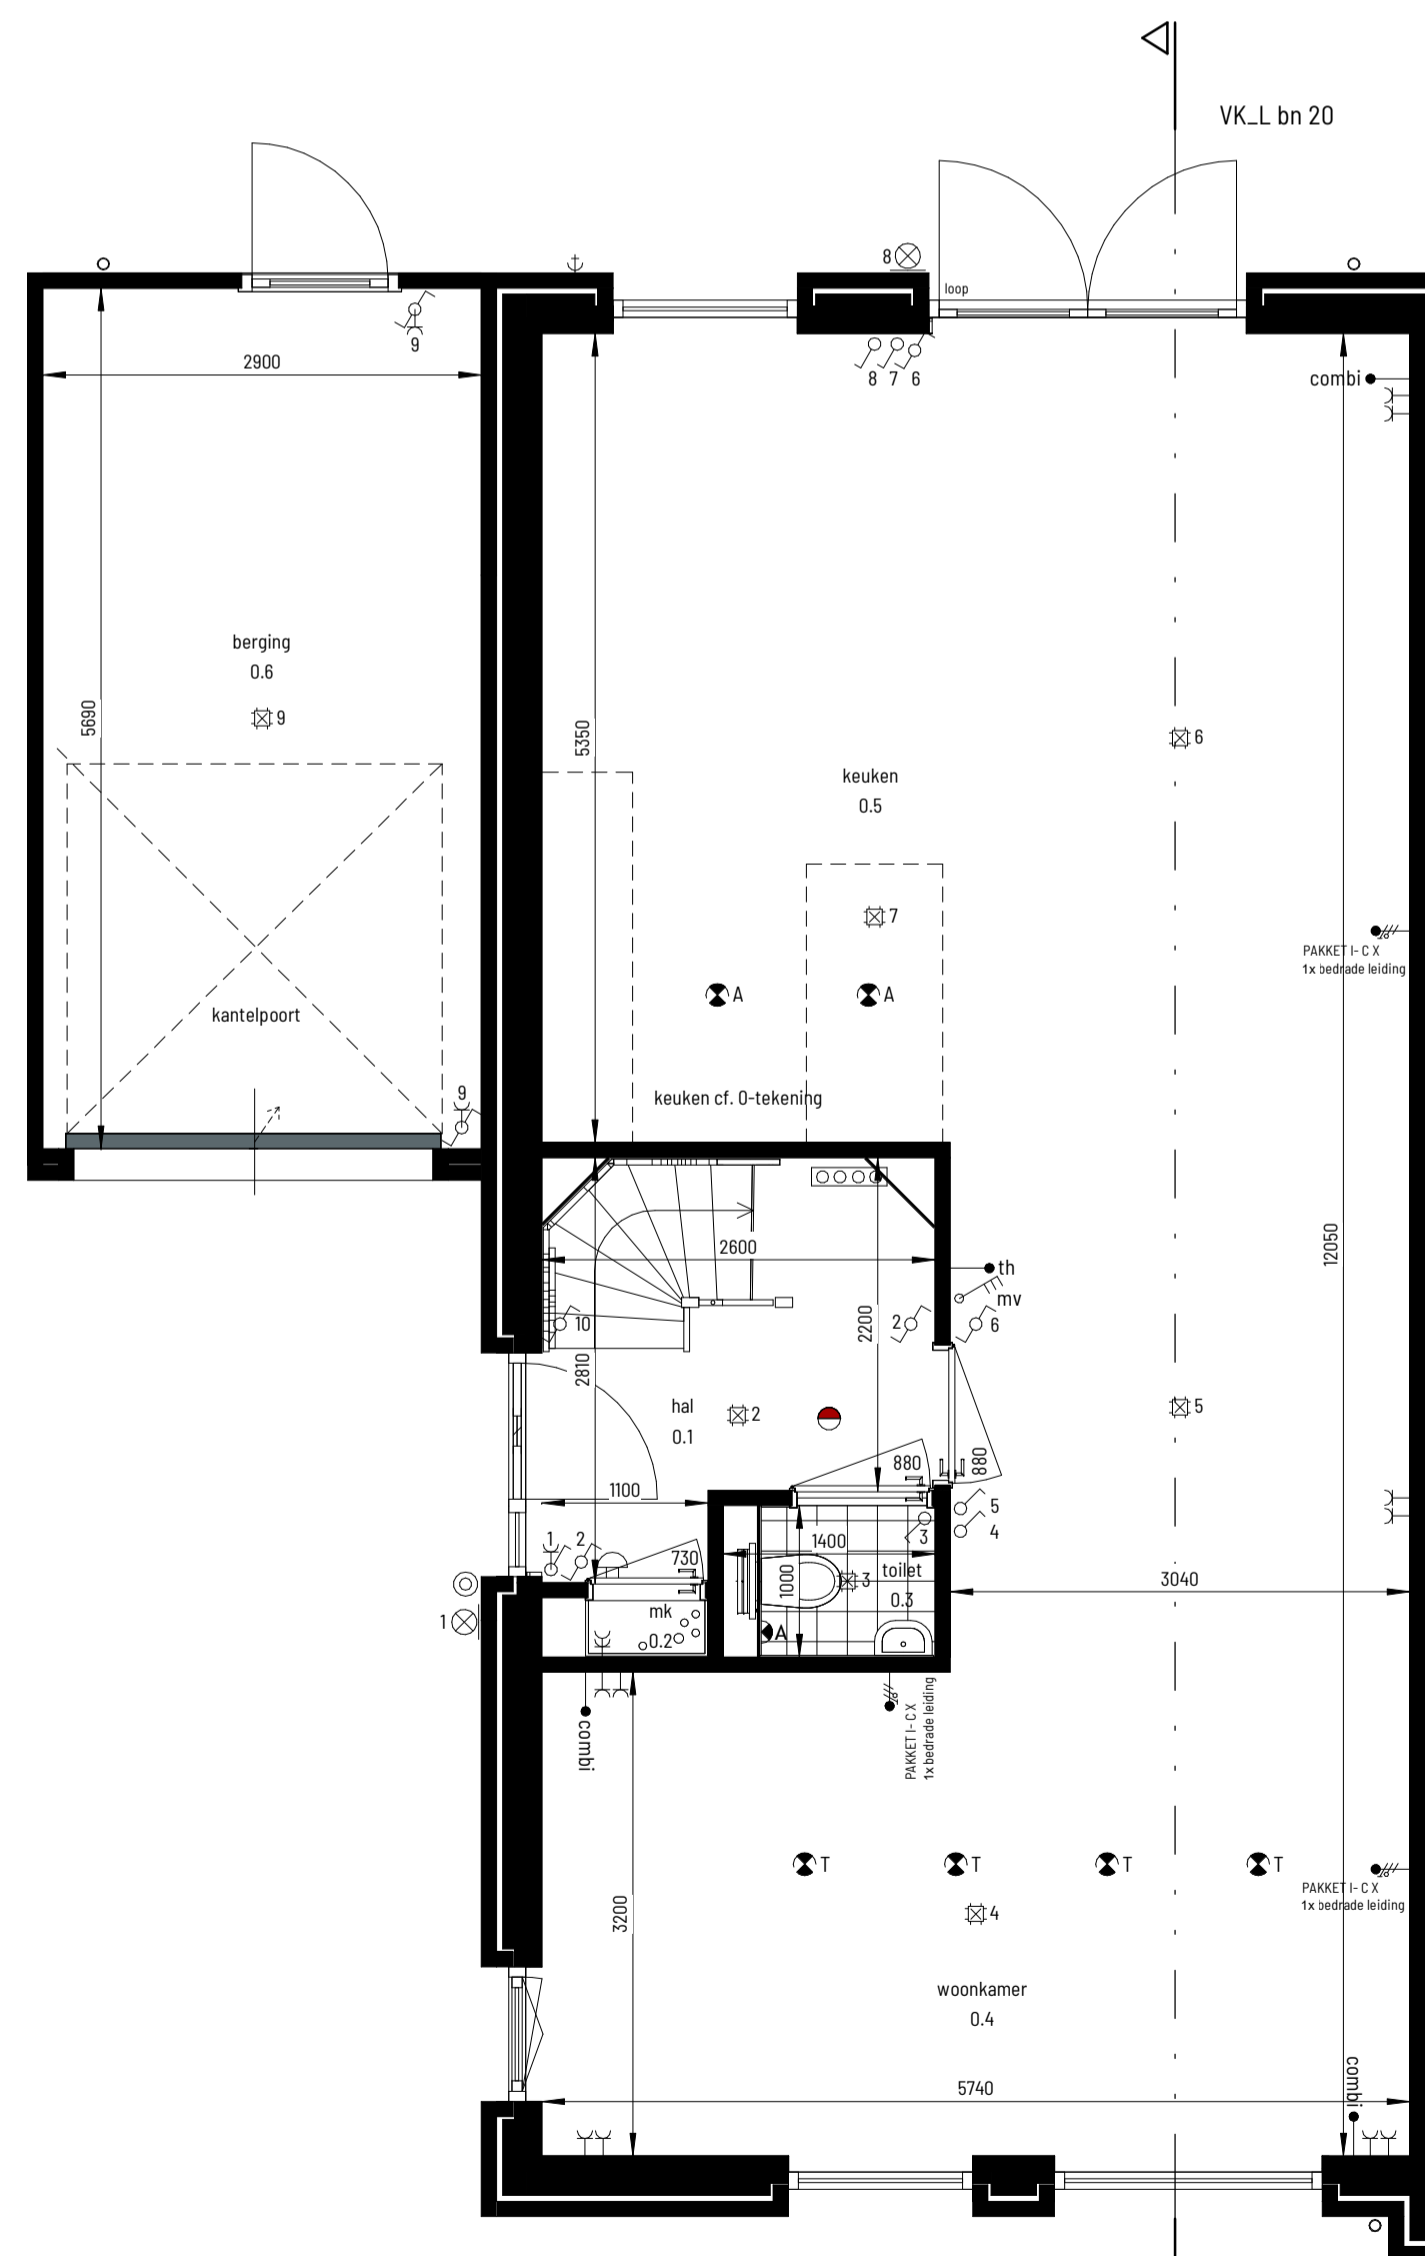 VK_L bn 20
8
loop
9
8 7 6
2900
combi
berging
0.6
9
5690
5350
6
keuken
0.5
7
PAKKET I- C X
1x bedrade leiding
A
A
kantelpoort
keuken cf. 0-tekening
9
12050
2600
th
mv
10
2
6
2200
2810
hal
0.1
2
5
880
880
1100
5
4
1
2
3
1400
730
1000
3
toilet
0.3
3040
mk
0.2
1
A
combi
PAKKET I- C X
1x bedrade leiding
T
T
T
T
PAKKET I- C X
1x bedrade leiding
4
3200
woonkamer
0.4
5740
combi